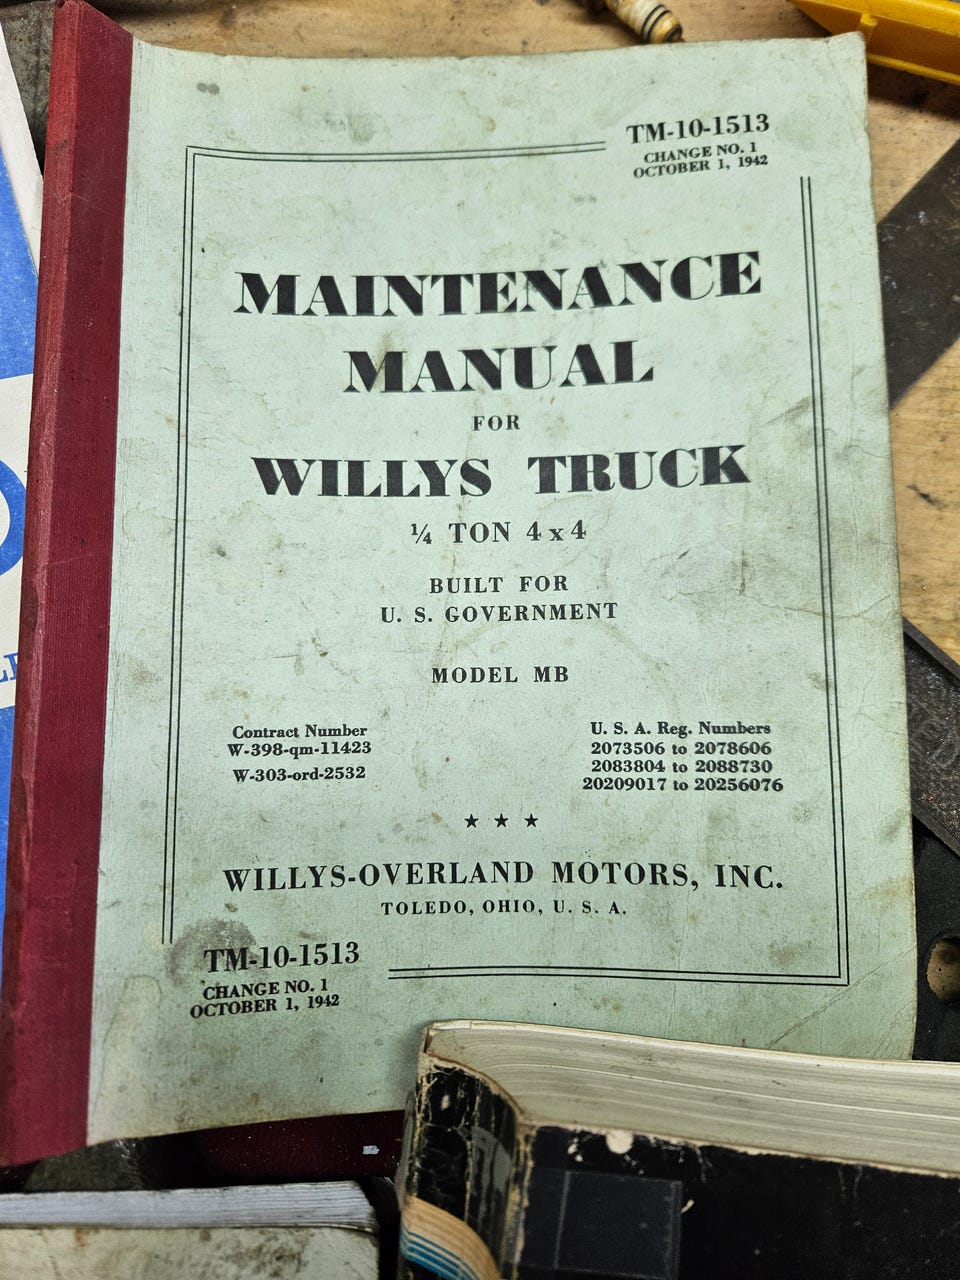 TM-10-1513
CHANGE NO. 1
OCTOBER 1, 1942
MAINTENANCE
MANUAL
FOR
WILLYS TRUCK
¼ TON 4x4
BUILT FOR
U. S. GOVERNMENT
MODEL MB
Contract Number
W-398-qm-11423
W-303-ord-2532
U. S. A. Reg. Numbers
2073506 to 2078606
2083804 to 2088730
20209017 to 20256076
★ ★ ★
WILLYS-OVERLAND MOTORS, INC.
TOLEDO, OHIO, U. S. A.
TM-10-1513
CHANGE NO. 1
OCTOBER 1, 1942